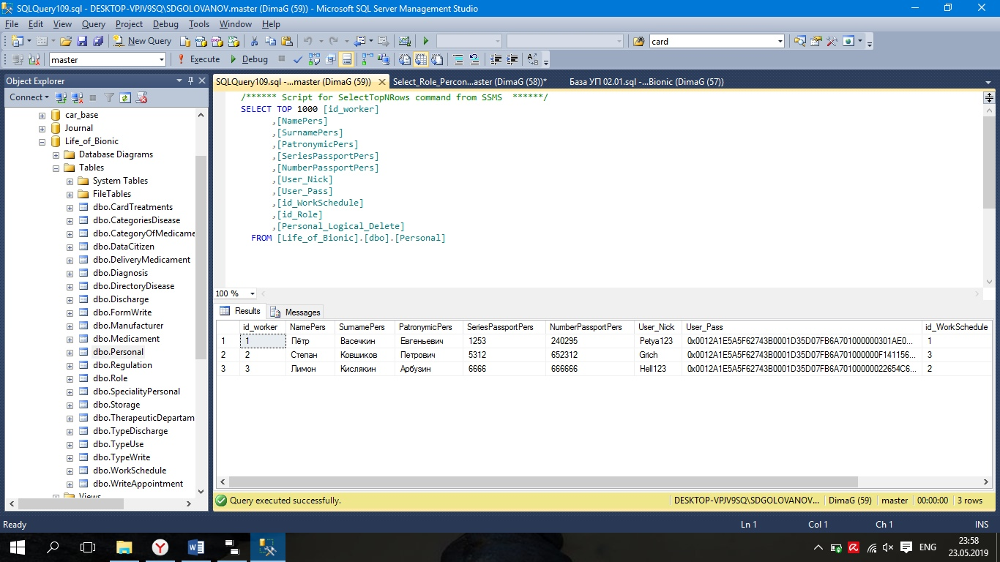 SQLQuery109.sql - DESKTOP-VPJV9SQ\SDGOLOVANOV.master (DimaG (59)) - Microsoft SQL Server Management Studio
File Edit View Query Project Debug Tools Window Help
New Query card
master Execute Debug
Object Explorer
Connect
car_base
Journal
Life_of_Bionic
Database Diagrams
Tables
System Tables
FileTables
dbo.CardTreatments
dbo.CategoriesDisease
dbo.CategoryOfMedicame
dbo.DataCitizen
dbo.DeliveryMedicament
dbo.Diagnosis
dbo.DirectoryDisease
dbo.Discharge
dbo.FormWrite
dbo.Manufacturer
dbo.Medicament
dbo.Personal
dbo.Regulation
dbo.Role
dbo.SpecialityPersonal
dbo.Storage
dbo.TherapeuticDepartam
dbo.TypeDischarge
dbo.TypeUse
dbo.TypeWrite
dbo.WorkSchedule
dbo.WriteAppointment
Views
SQLQuery109.sql -...master (DimaG (59)) Select_Role_Percon...aster (DimaG (58))* База УП 02.01.sql -...Bionic (DimaG (57))
/****** Script for SelectTopNRows command from SSMS ******/
SELECT TOP 1000 [id_worker]
,[NamePers]
,[SurnamePers]
,[PatronymicPers]
,[SeriesPassportPers]
,[NumberPassportPers]
,[User_Nick]
,[User_Pass]
,[id_WorkSchedule]
,[id_Role]
,[Personal_Logical_Delete]
FROM [Life_of_Bionic].[dbo].[Personal]
100 %
Results Messages
id_worker NamePers SurnamePers PatronymicPers SeriesPassportPers NumberPassportPers User_Nick User_Pass id_WorkSchedule
1 1 Пётр Васечкин Евгеньевич 1253 240295 Petya123 0x0012A1E5A5F62743B0001D35D07FB6A701000000301AE0... 1
2 2 Степан Ковшиков Петрович 5312 652312 Grich 0x0012A1E5A5F62743B0001D35D07FB6A701000000F141156... 3
3 3 Лимон Кислякин Арбузин 6666 666666 Hell123 0x0012A1E5A5F62743B0001D35D07FB6A70100000022654C6... 2
Query executed successfully. DESKTOP-VPJV9SQ\SDGOLOVANOV... DimaG (59) master 00:00:00 3 rows
Ready Ln 1 Col 1 Ch 1 INS
ENG 23:58
23.05.2019